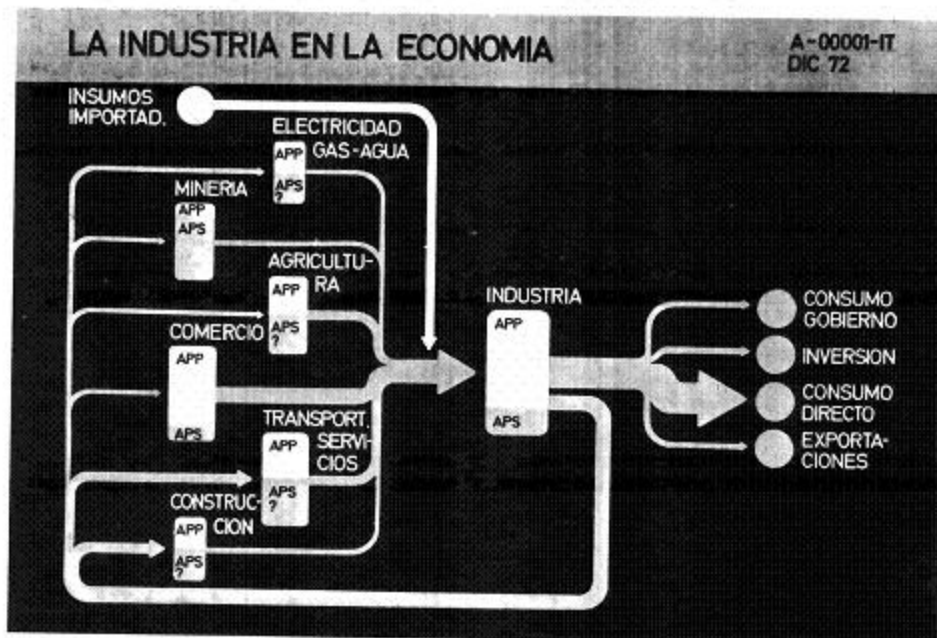 LA INDUSTRIA EN LA ECONOMIA
A-00001-IT
DIC 72
INSUMOS
IMPORTAD.
ELECTRICIDAD
GAS-AGUA
APP
APS
?
MINERIA
APP
APS
AGRICULTU-
RA
APP
APS
?
COMERCIO
APP
APS
TRANSPORT.
SERVI-
CIOS
APP
APS
?
CONSTRUC-
CION
APP
APS
?
INDUSTRIA
APP
APS
CONSUMO
GOBIERNO
INVERSION
CONSUMO
DIRECTO
EXPORTA-
CIONES